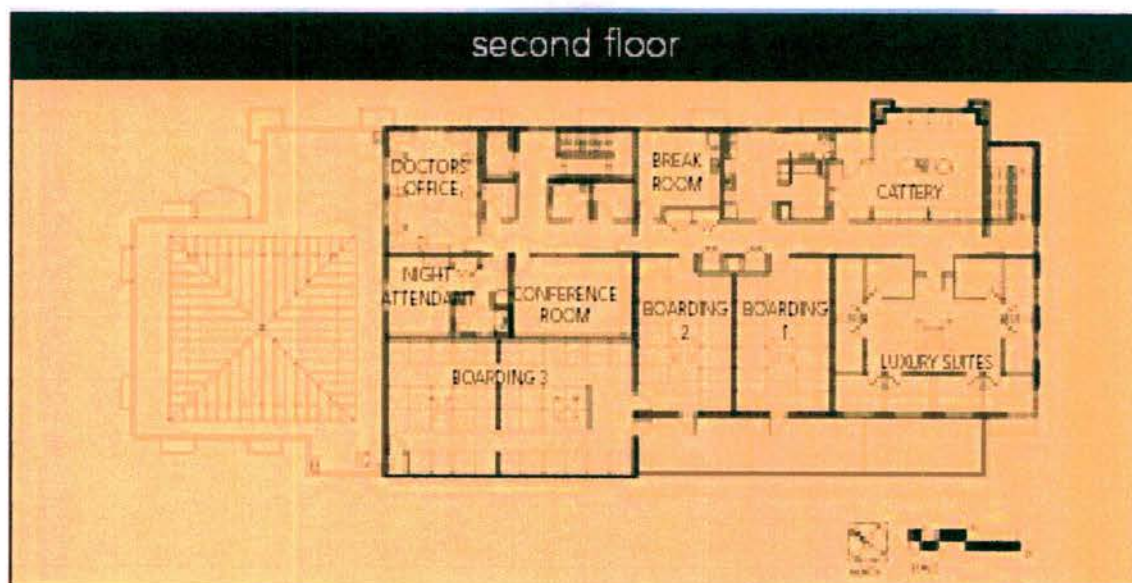 second floor
DOCTORS'
OFFICE
BREAK
ROOM
CATTERY
NIGHT
ATTENDANT
CONFERENCE
ROOM
BOARDING
2
BOARDING
1
LUXURY SUITES
BOARDING 3